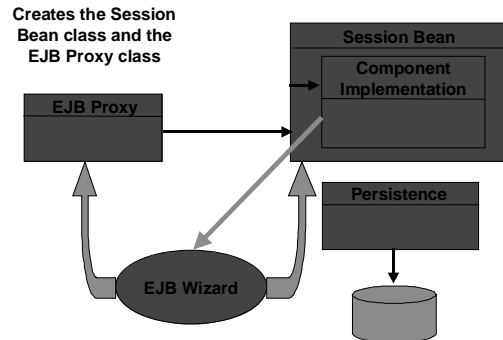 Creates the Session
Bean class and the
EJB Proxy class
Session Bean
Component
Implementation
EJB Proxy
Persistence
EJB Wizard